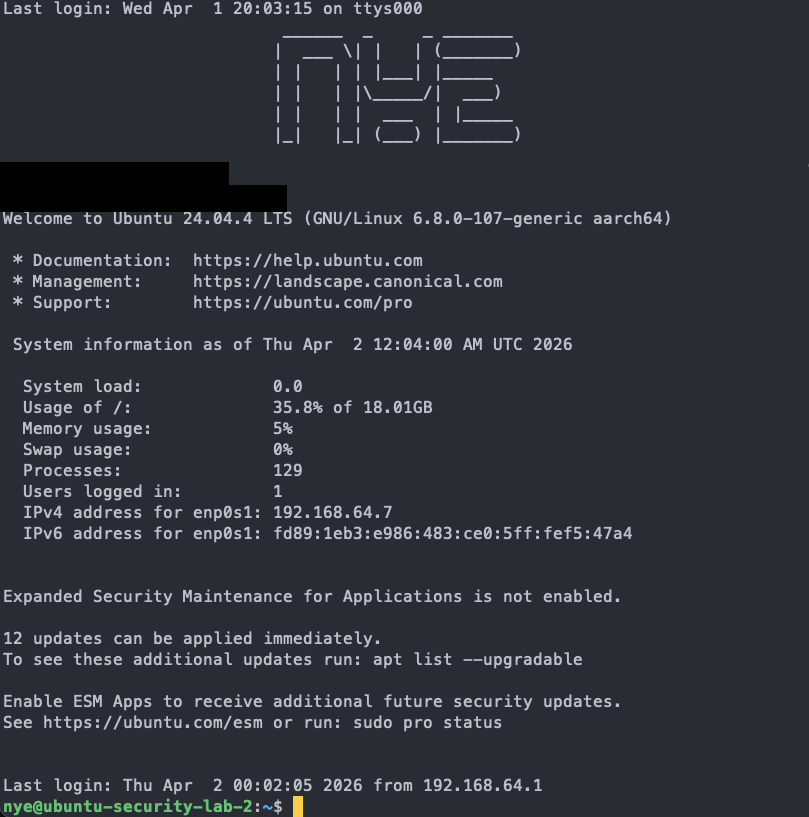 Last login: Wed Apr  1 20:03:15 on ttys000
NYE
Welcome to Ubuntu 24.04.4 LTS (GNU/Linux 6.8.0-107-generic aarch64)
 * Documentation:  https://help.ubuntu.com
 * Management:     https://landscape.canonical.com
 * Support:        https://ubuntu.com/pro
 System information as of Thu Apr  2 12:04:00 AM UTC 2026
  System load:             0.0
  Usage of /:              35.8% of 18.01GB
  Memory usage:            5%
  Swap usage:              0%
  Processes:               129
  Users logged in:         1
  IPv4 address for enp0s1: 192.168.64.7
  IPv6 address for enp0s1: fd89:1eb3:e986:483:ce0:5ff:fef5:47a4
Expanded Security Maintenance for Applications is not enabled.
12 updates can be applied immediately.
To see these additional updates run: apt list --upgradable
Enable ESM Apps to receive additional future security updates.
See https://ubuntu.com/esm or run: sudo pro status
Last login: Thu Apr  2 00:02:05 2026 from 192.168.64.1
nye@ubuntu-security-lab-2:~$